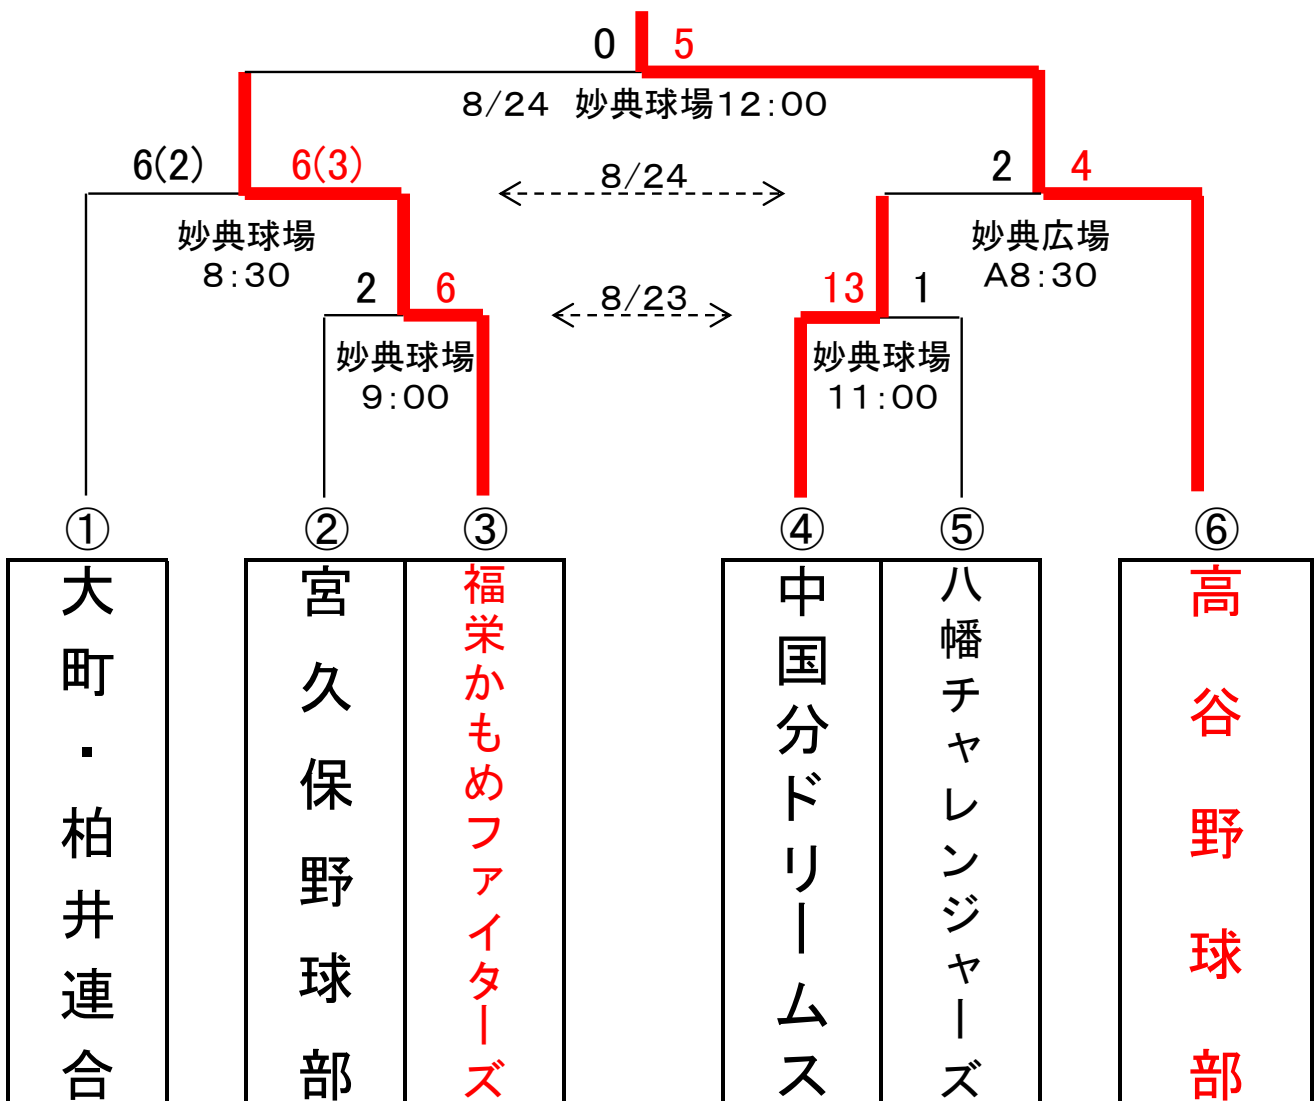 0 5
8/24 妙典球場12:00
6(2) 6(3)
8/24
2 4
妙典球場
8:30
妙典広場
A8:30
2 6
8/23
13 1
妙典球場
9:00
妙典球場
11:00
① ② ③ ④ ⑤ ⑥
大町・柏井連合
宮久保野球部
福栄かもめファイターズ
中国分ドリームス
八幡チャレンジャーズ
高谷野球部